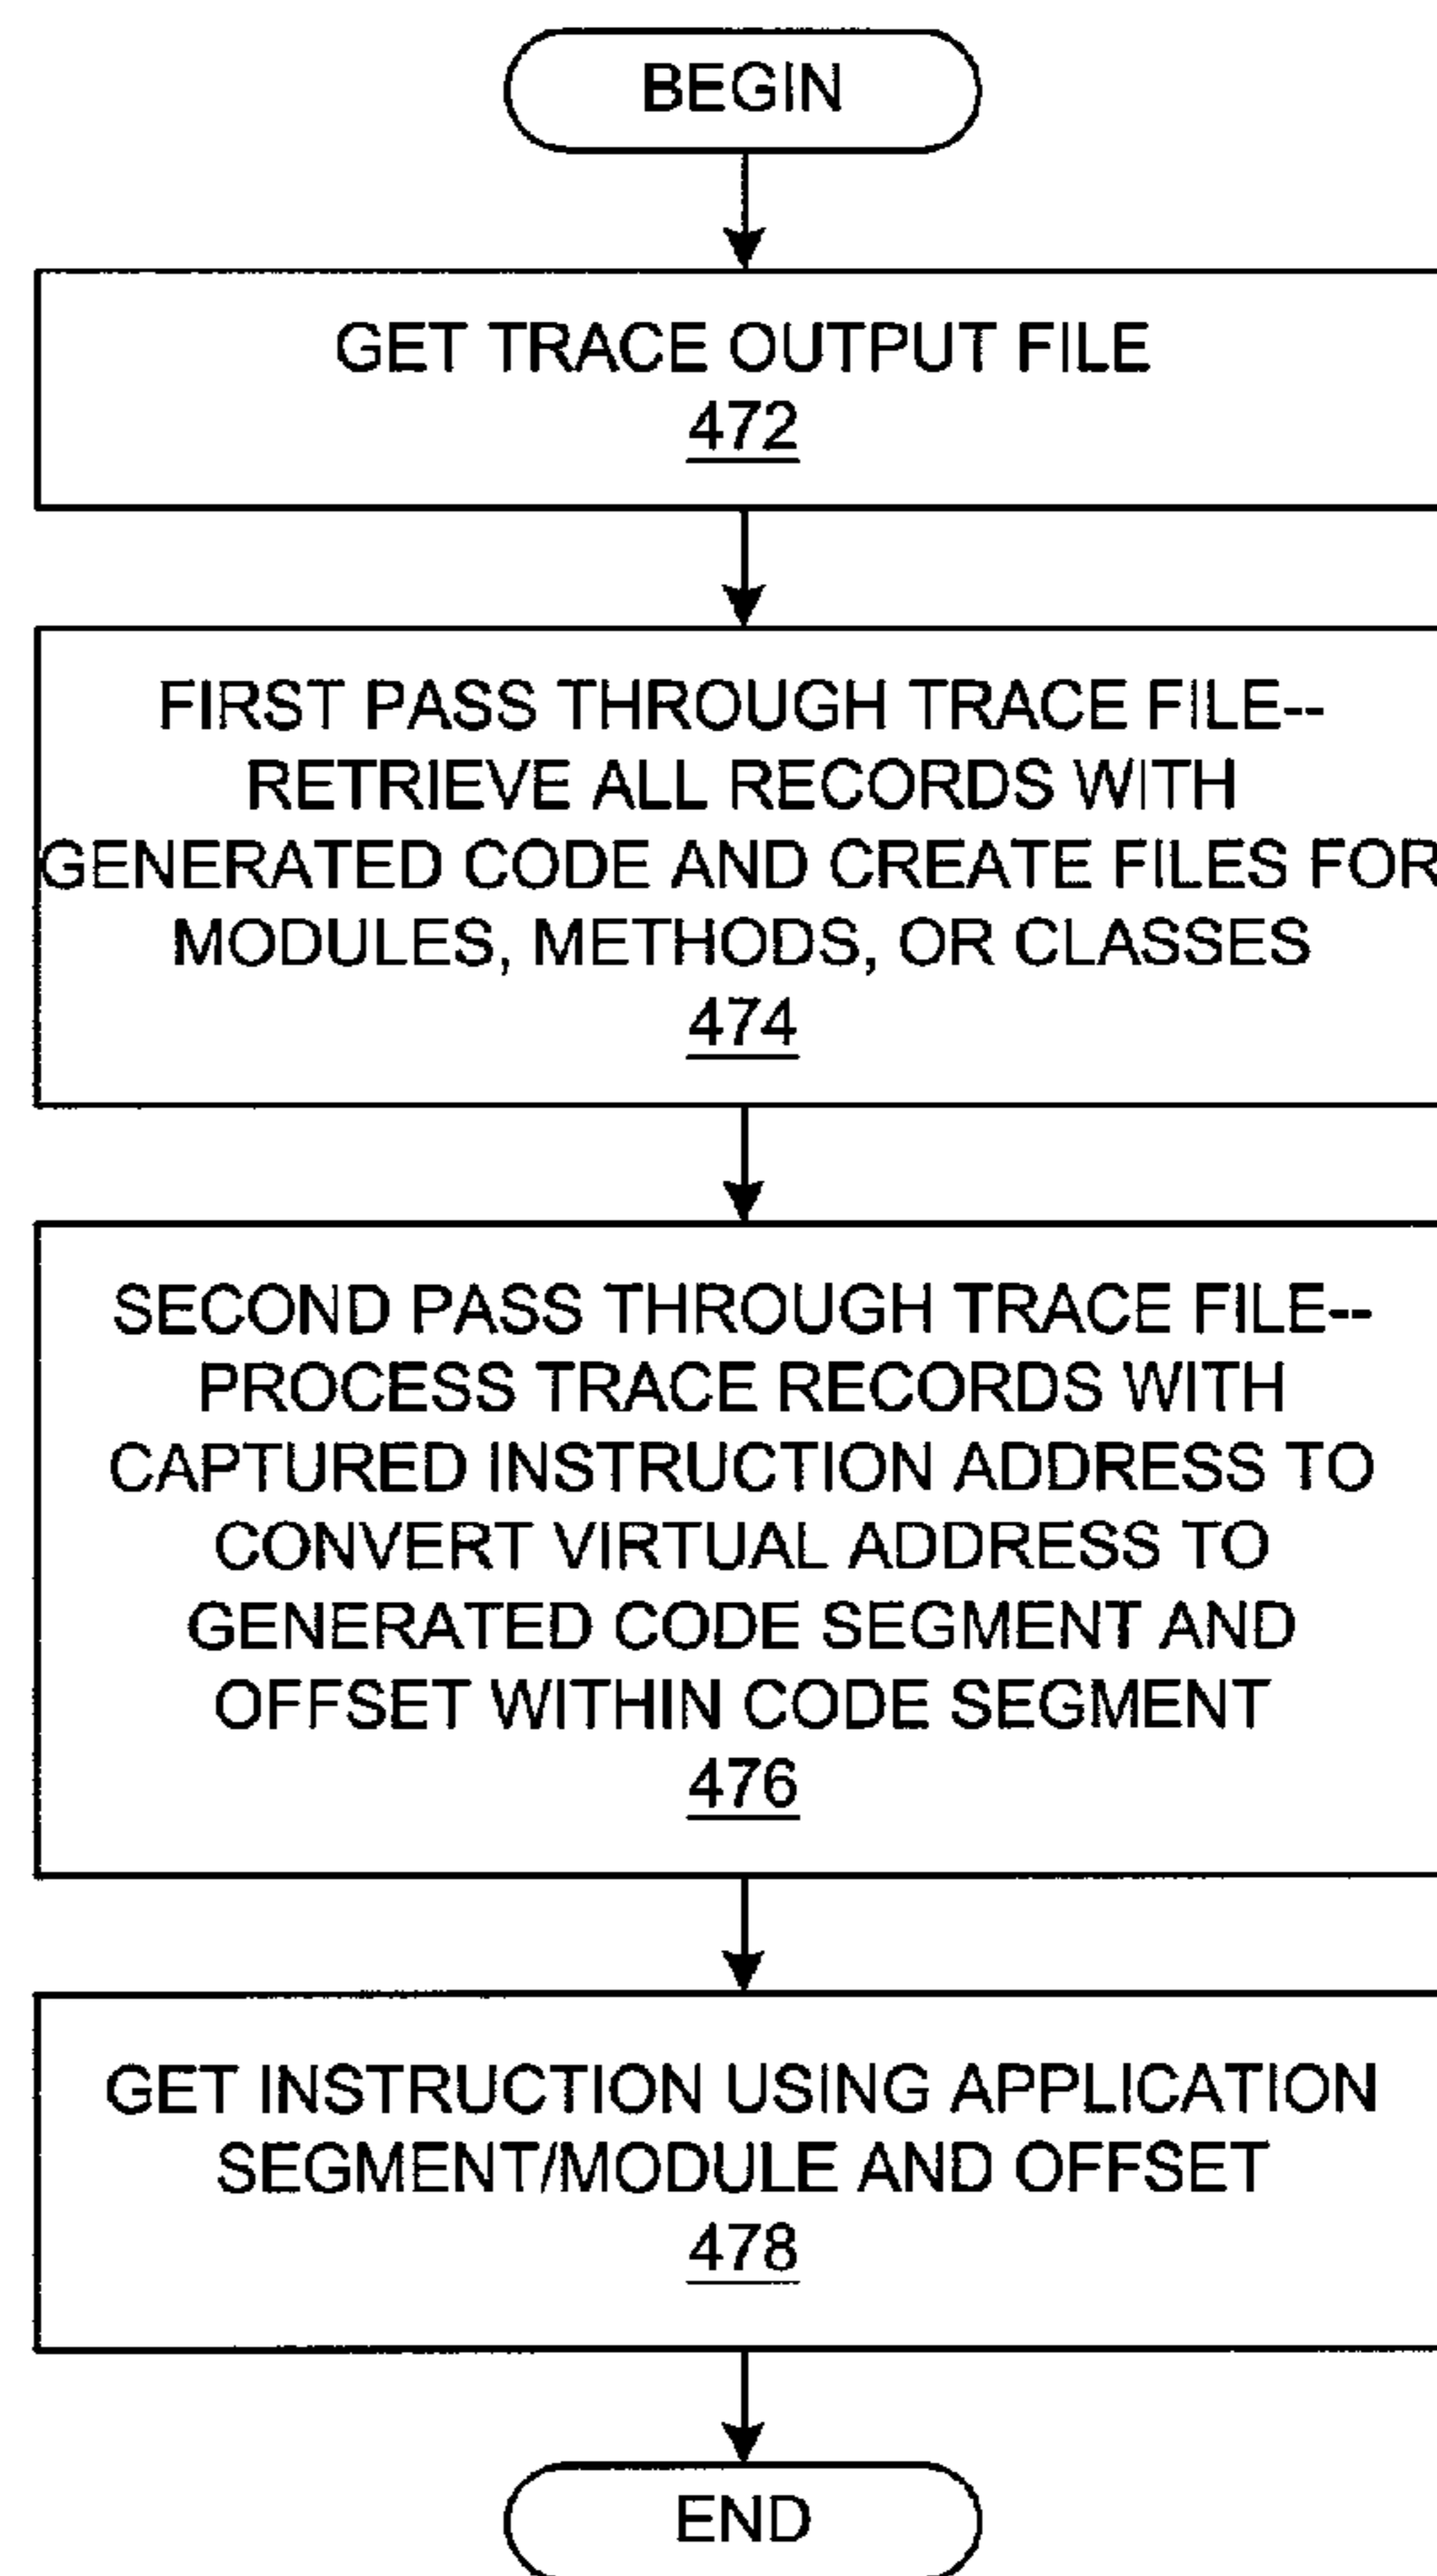 BEGIN
GET TRACE OUTPUT FILE
472
FIRST PASS THROUGH TRACE FILE--
RETRIEVE ALL RECORDS WITH
GENERATED CODE AND CREATE FILES FOR
MODULES, METHODS, OR CLASSES
474
SECOND PASS THROUGH TRACE FILE--
PROCESS TRACE RECORDS WITH
CAPTURED INSTRUCTION ADDRESS TO
CONVERT VIRTUAL ADDRESS TO
GENERATED CODE SEGMENT AND
OFFSET WITHIN CODE SEGMENT
476
GET INSTRUCTION USING APPLICATION
SEGMENT/MODULE AND OFFSET
478
END